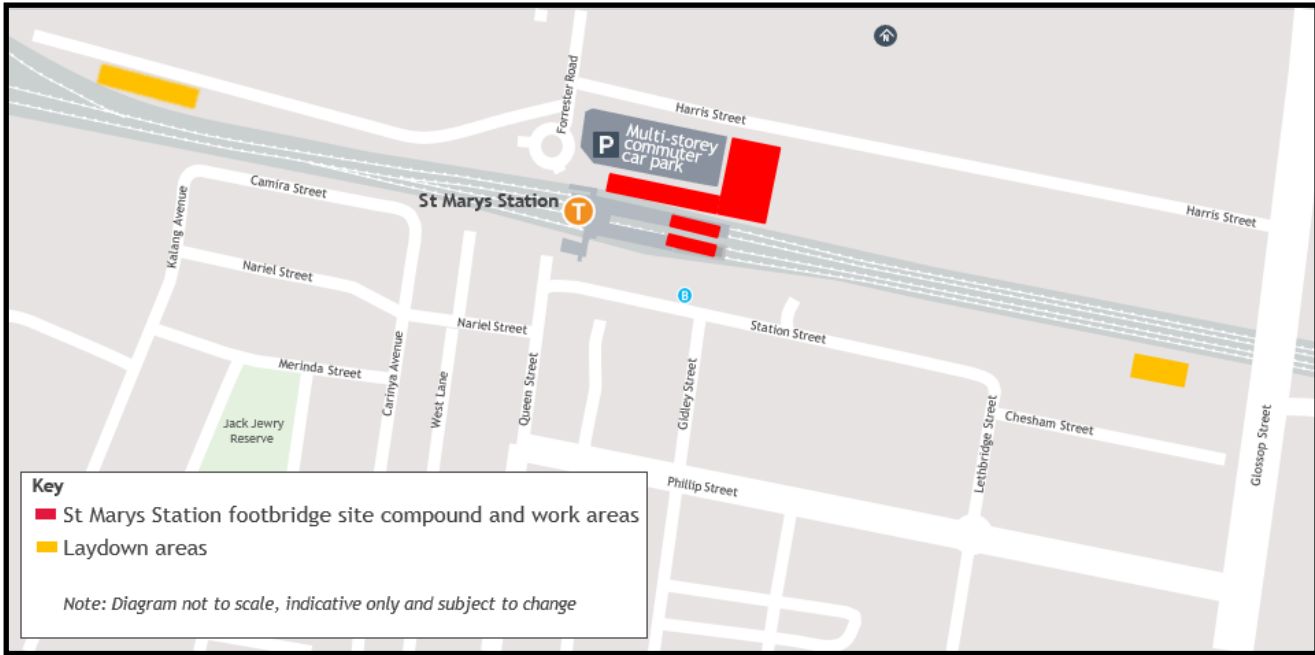 N
Forrester Road
Harris Street
P
Multi-storey
commuter
car park
Camira Street
St Marys Station
T
Harris Street
Kalang Avenue
Nariel Street
B
Nariel Street
Station Street
Merinda Street
Carinya Avenue
West Lane
Queen Street
Gidley Street
Jack Jewry
Reserve
Lethbridge Street
Chesham Street
Glossop Street
Phillip Street
Key
St Marys Station footbridge site compound and work areas
Laydown areas
Note: Diagram not to scale, indicative only and subject to change